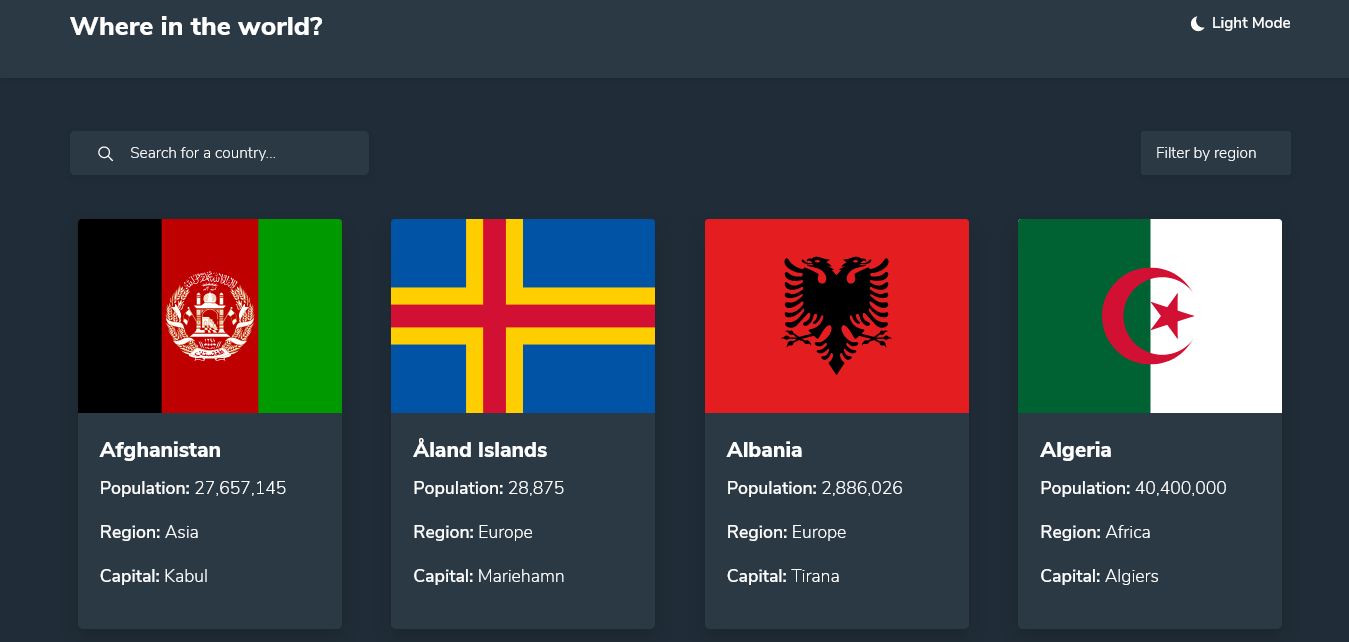 Where in the world?
Light Mode
Search for a country...
Filter by region
Afghanistan
Population: 27,657,145
Region: Asia
Capital: Kabul
Åland Islands
Population: 28,875
Region: Europe
Capital: Mariehamn
Albania
Population: 2,886,026
Region: Europe
Capital: Tirana
Algeria
Population: 40,400,000
Region: Africa
Capital: Algiers